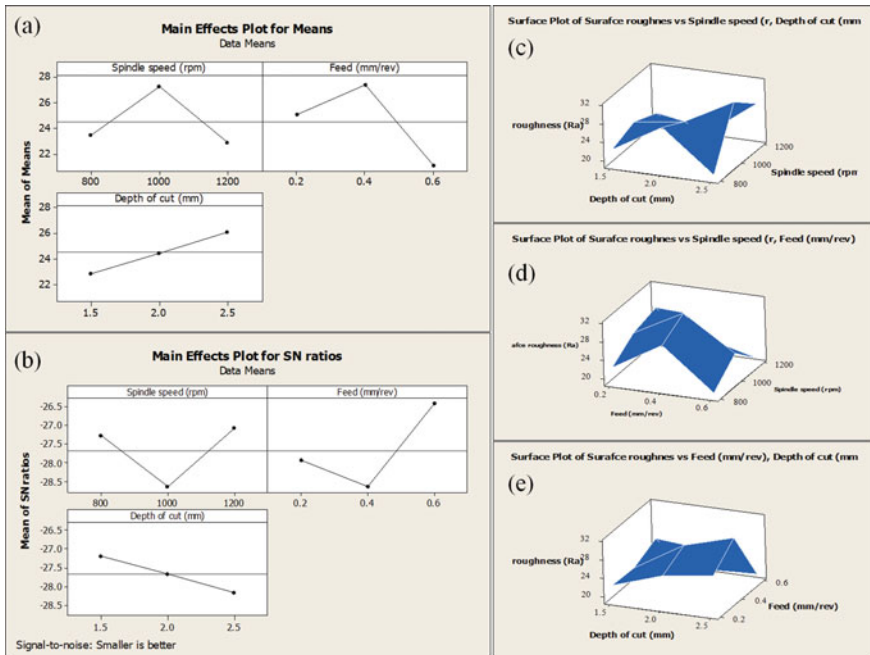 (a)
Main Effects Plot for Means
Data Means
Spindle speed (rpm) Feed (mm/rev)
28
26
24
22
800 1000 1200 0.2 0.4 0.6
Depth of cut (mm)
28
26
24
22
1.5 2.0 2.5
Mean of Means
(b)
Main Effects Plot for SN ratios
Data Means
Spindle speed (rpm) Feed (mm/rev)
-26.5
-27.0
-27.5
-28.0
-28.5
800 1000 1200 0.2 0.4 0.6
Depth of cut (mm)
-26.5
-27.0
-27.5
-28.0
-28.5
1.5 2.0 2.5
Mean of SN ratios
Signal-to-noise: Smaller is better
Surface Plot of Surafce roughnes vs Spindle speed (r, Depth of cut (mm
(c)
32
28
24
20
roughness (Ra)
1.5 2.0 2.5
Depth of cut (mm)
800 1000 1200
Spindle speed (rpm
Surface Plot of Surafce roughnes vs Spindle speed (r, Feed (mm/rev)
(d)
32
28
24
20
afce roughness (Ra)
0.2 0.4 0.6
Feed (mm/rev)
800 1000 1200
Spindle speed (rpm)
Surface Plot of Surafce roughnes vs Feed (mm/rev), Depth of cut (mm
(e)
32
28
24
20
roughness (Ra)
1.5 2.0 2.5
Depth of cut (mm)
0.2 0.4 0.6
Feed (mm/rev)